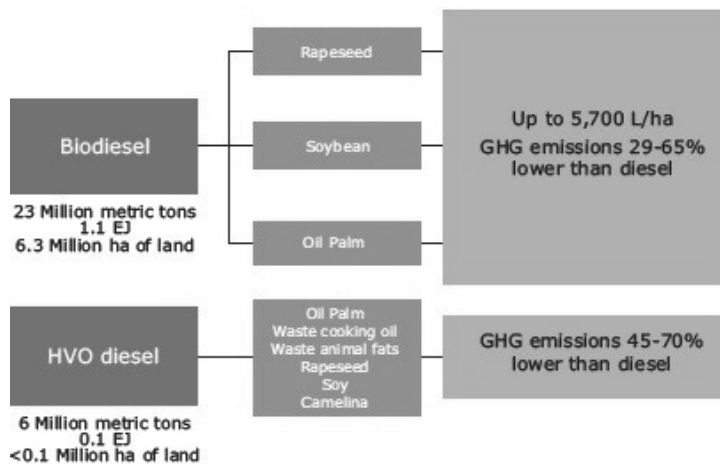 Biodiesel
23 Million metric tons
1.1 EJ
6.3 Million ha of land
Rapeseed
Soybean
Oil Palm
Up to 5,700 L/ha
GHG emissions 29-65%
lower than diesel
HVO diesel
6 Million metric tons
0.1 EJ
<0.1 Million ha of land
Oil Palm
Waste cooking oil
Waste animal fats
Rapeseed
Soy
Camelina
GHG emissions 45-70%
lower than diesel